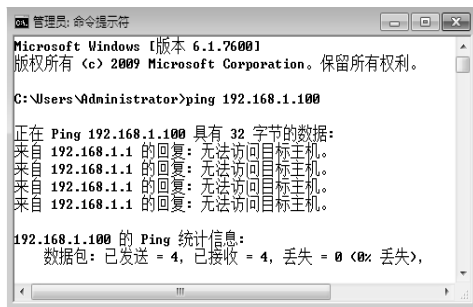 管理员: 命令提示符
Microsoft Windows [版本 6.1.7600]
版权所有 (c) 2009 Microsoft Corporation。保留所有权利。
C:\Users\Administrator>ping 192.168.1.100
正在 Ping 192.168.1.100 具有 32 字节的数据:
来自 192.168.1.1 的回复: 无法访问目标主机。
来自 192.168.1.1 的回复: 无法访问目标主机。
来自 192.168.1.1 的回复: 无法访问目标主机。
来自 192.168.1.1 的回复: 无法访问目标主机。
192.168.1.100 的 Ping 统计信息:
数据包: 已发送 = 4, 已接收 = 4, 丢失 = 0 (0% 丢失),